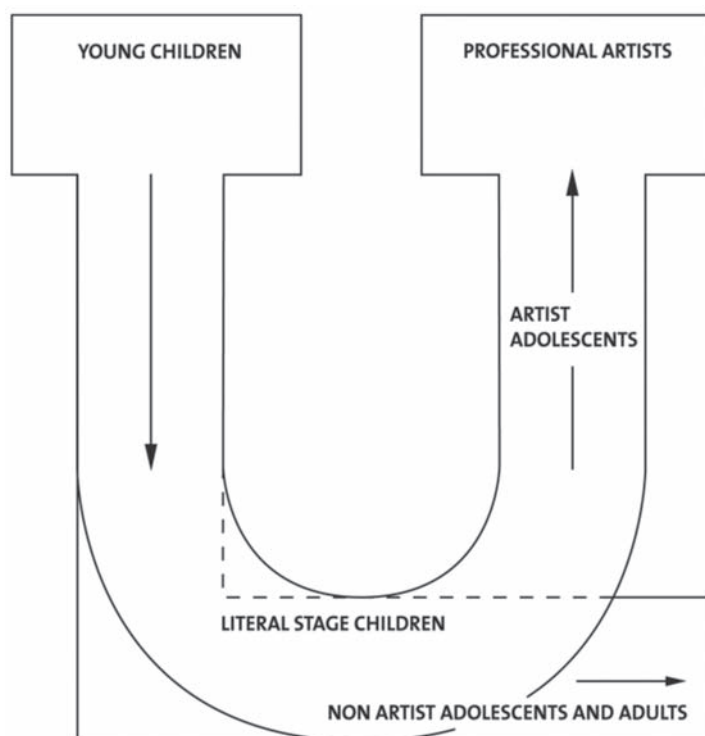 YOUNG CHILDREN
PROFESSIONAL ARTISTS
ARTIST
ADOLESCENTS
LITERAL STAGE CHILDREN
NON ARTIST ADOLESCENTS AND ADULTS